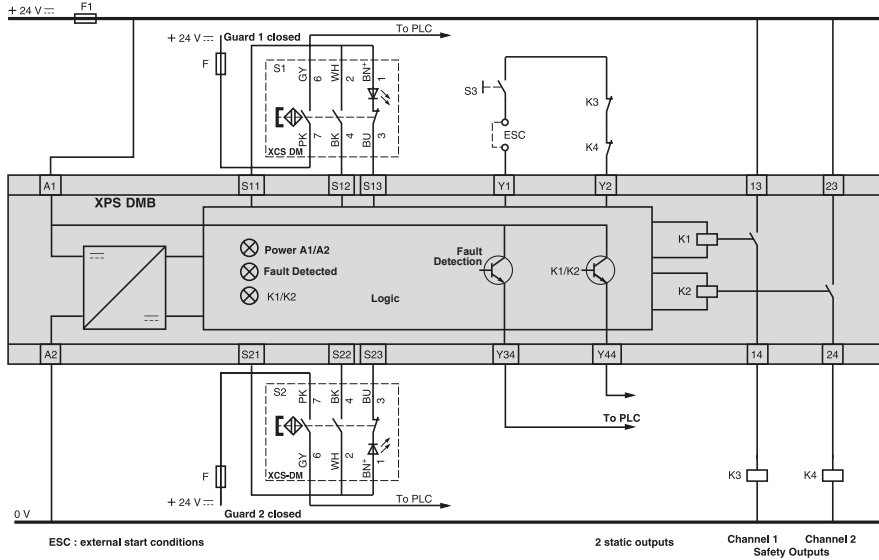 F1
+ 24 V
+ 24 V
Guard 1 closed
To PLC
F
S1
GY
6
WH
2
BN+
1
PK
7
BK
4
BU
3
XCS DM
S3
ESC
K3
K4
A1
S11
S12
S13
Y1
Y2
13
23
XPS DMB
Power A1/A2
Fault Detected
K1/K2
Logic
Fault
Detection
K1/K2
K1
K2
A2
S21
S22
S23
Y34
Y44
14
24
S2
PK
7
BK
4
BU
3
GY
6
WH
2
BN+
1
XCS-DM
F
+ 24 V
Guard 2 closed
To PLC
To PLC
K3
K4
0 V
ESC : external start conditions
2 static outputs
Channel 1
Channel 2
Safety Outputs